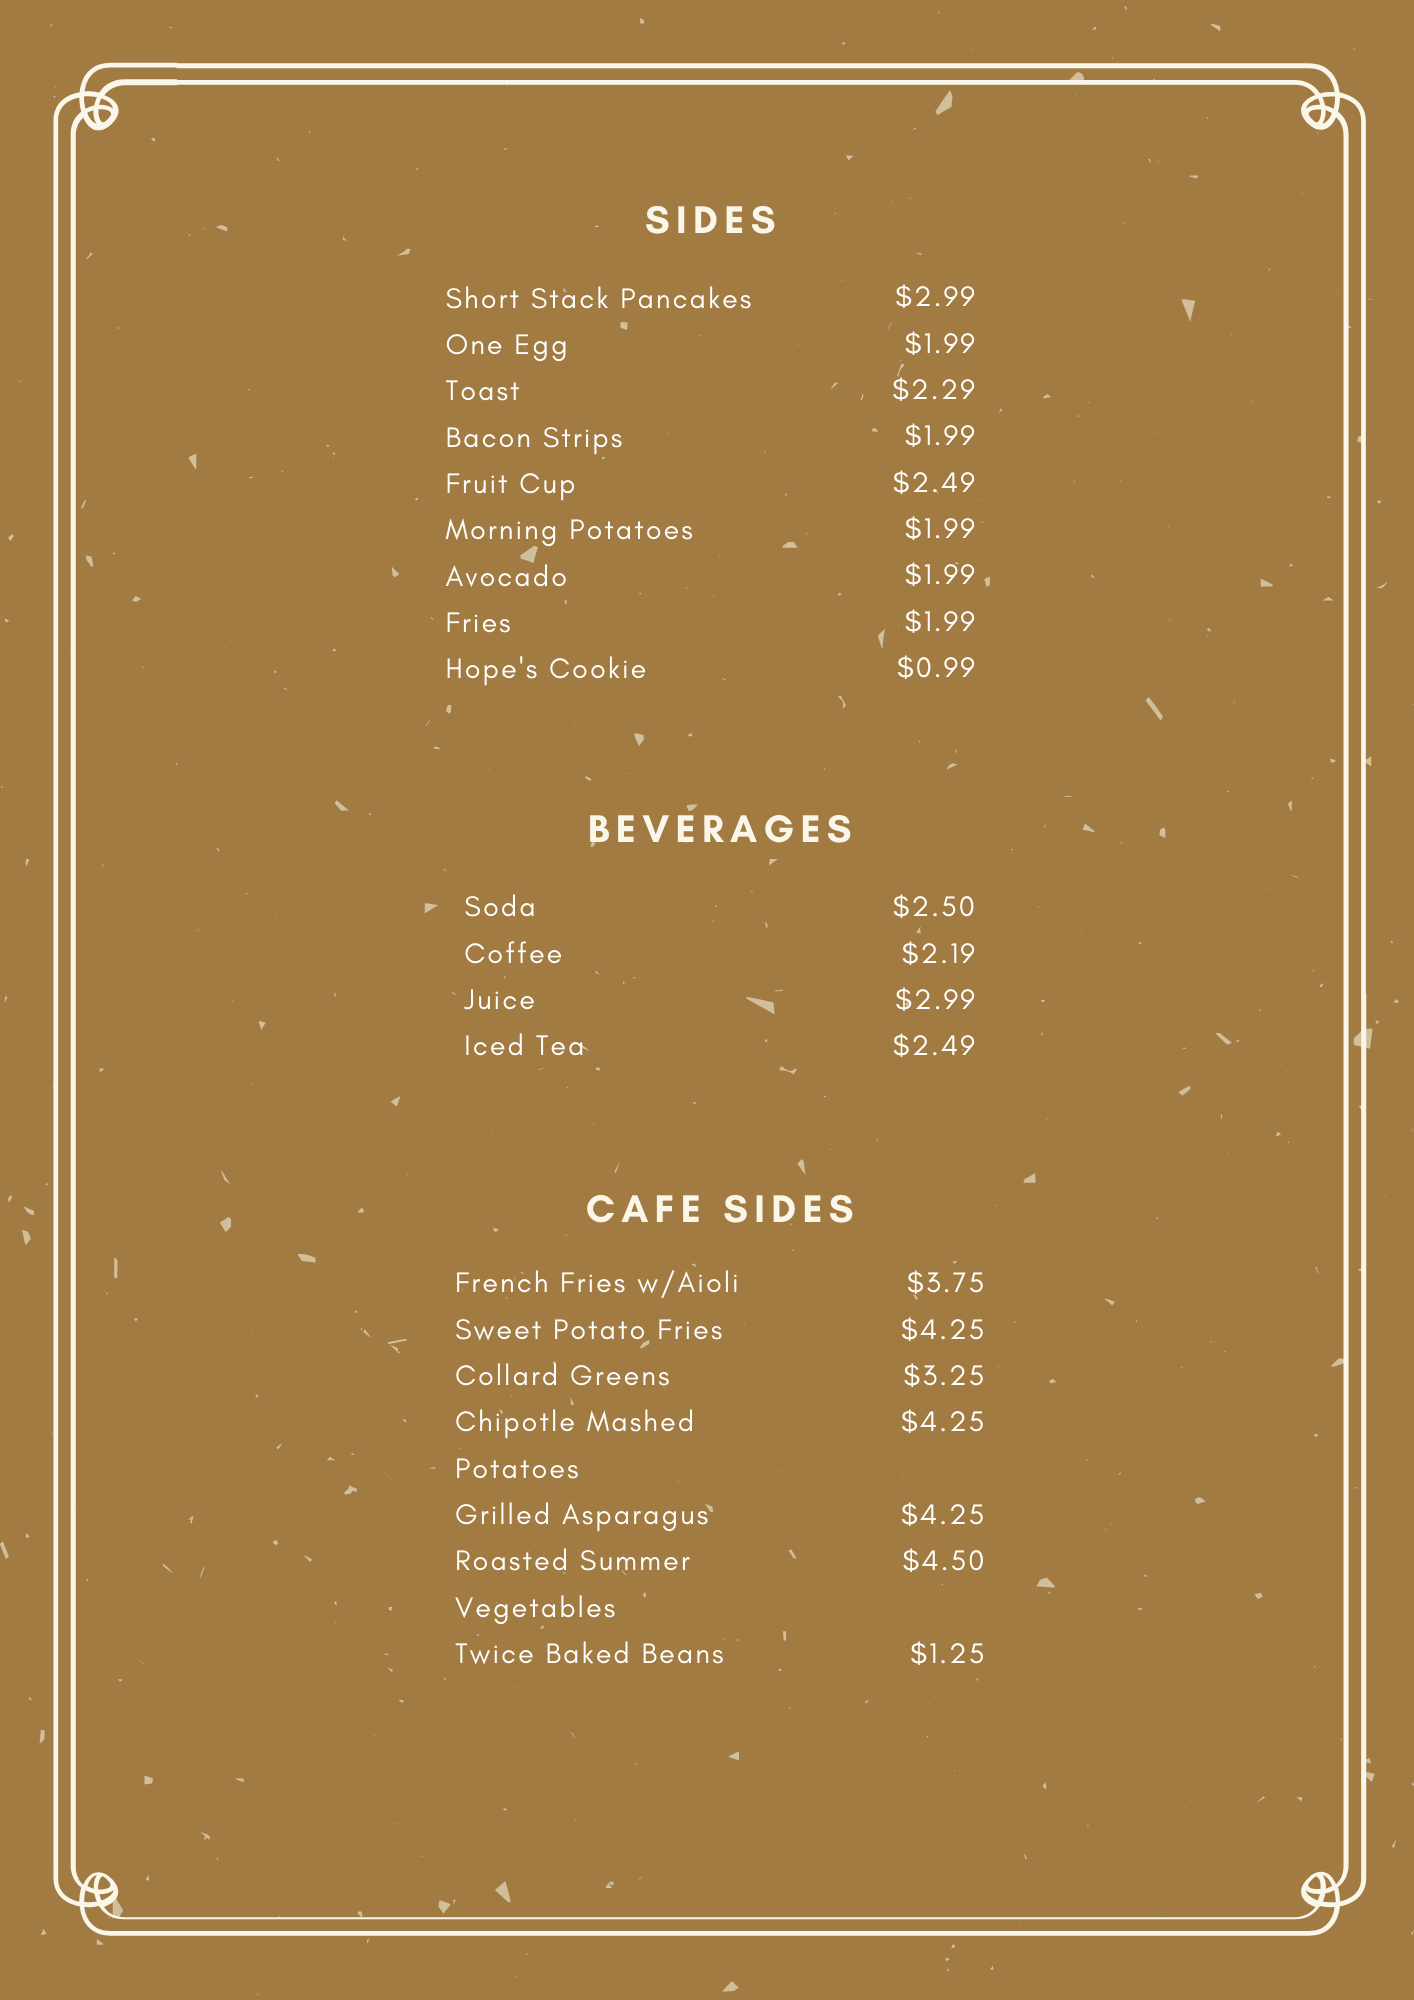 SIDES
Short Stack Pancakes $2.99
One Egg $1.99
Toast $2.29
Bacon Strips $1.99
Fruit Cup $2.49
Morning Potatoes $1.99
Avocado $1.99
Fries $1.99
Hope's Cookie $0.99
BEVERAGES
Soda $2.50
Coffee $2.19
Juice $2.99
Iced Tea $2.49
CAFE SIDES
French Fries w/Aioli $3.75
Sweet Potato Fries $4.25
Collard Greens $3.25
Chipotle Mashed $4.25
Potatoes
Grilled Asparagus $4.25
Roasted Summer $4.50
Vegetables
Twice Baked Beans $1.25